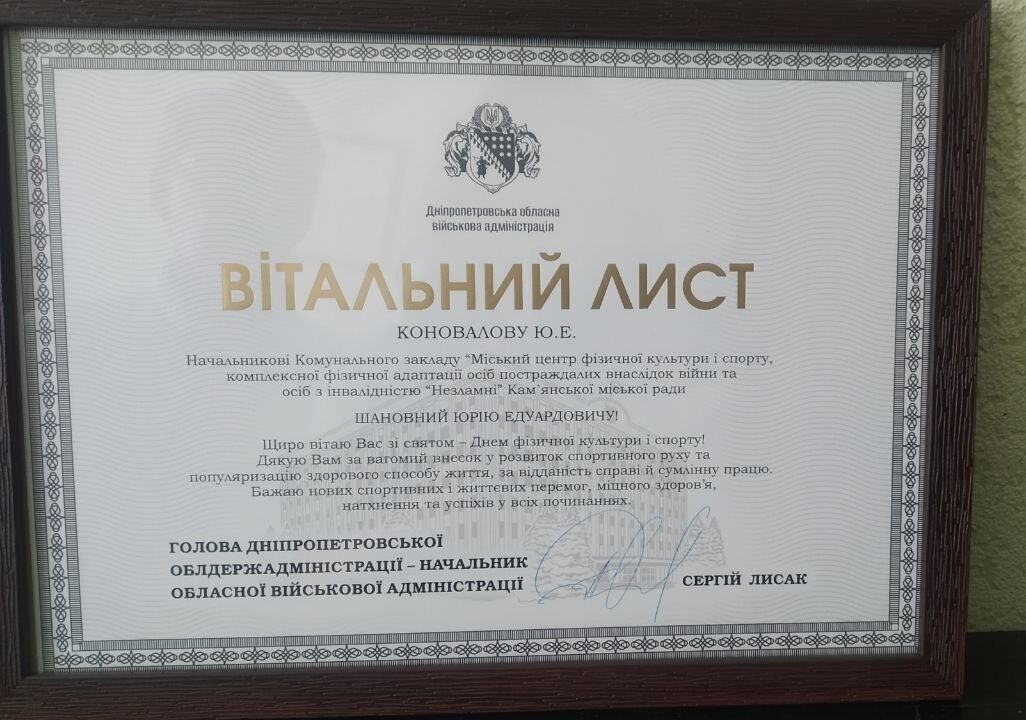 Дніпропетровська обласна
військова адміністрація
ВІТАЛЬНИЙ ЛИСТ
КОНОВАЛОВУ Ю.Е.
Начальникові Комунального закладу “Міський центр фізичної культури і спорту,
комплексної фізичної адаптації осіб постраждалих внаслідок війни та
осіб з інвалідністю “Незламні” Кам`янської міської ради
ШАНОВНИЙ ЮРІЮ ЕДУАРДОВИЧУ!
Щиро вітаю Вас зі святом – Днем фізичної культури і спорту!
Дякую Вам за вагомий внесок у розвиток спортивного руху та
популяризацію здорового способу життя, за відданість справі й сумлінну працю.
Бажаю нових спортивних і життєвих перемог, міцного здоров’я,
натхнення та успіхів у всіх починаннях.
ГОЛОВА ДНІПРОПЕТРОВСЬКОЇ
ОБЛДЕРЖАДМІНІСТРАЦІЇ – НАЧАЛЬНИК
ОБЛАСНОЇ ВІЙСЬКОВОЇ АДМІНІСТРАЦІЇ
СЕРГІЙ ЛИСАК